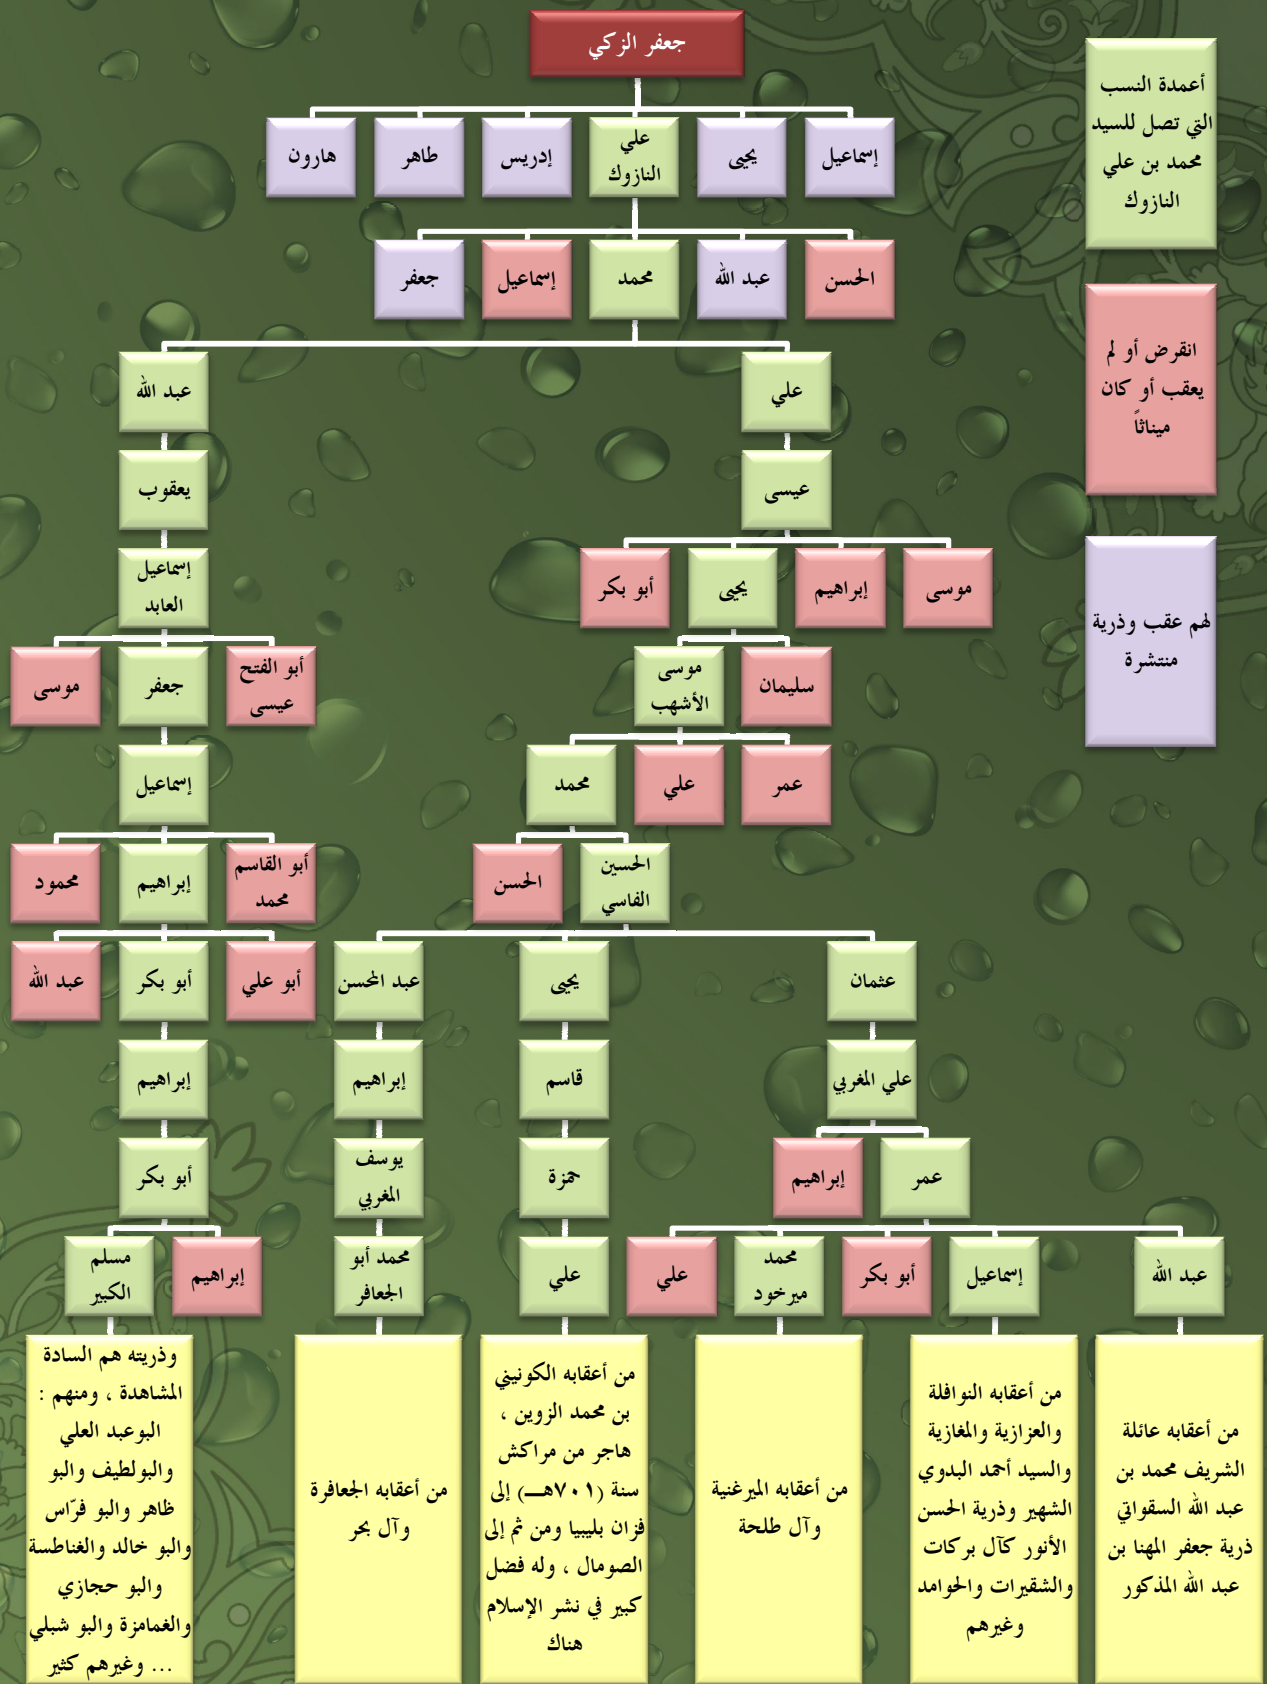 جعفر الزكي
أعمدة النسب
التي تصل للسيد
محمد بن علي
النازوك
انقرض أو لم
يعقب أو كان
ميناثاً
لهم عقب وذرية
منتشرة
إسماعيل
يحيى
علي
النازوك
إدريس
طاهر
هارون
الحسن
عبد الله
محمد
إسماعيل
جعفر
علي
عبد الله
عيسى
يعقوب
موسى
إبراهيم
يحيى
أبو بكر
إسماعيل
العابد
سليمان
موسى
الأشهب
أبو الفتح
عيسى
جعفر
موسى
عمر
علي
محمد
إسماعيل
الحسين
الفاسي
الحسن
أبو القاسم
محمد
إبراهيم
محمود
عثمان
يحيى
عبد المحسن
أبو علي
أبو بكر
عبد الله
علي المغربي
قاسم
إبراهيم
إبراهيم
عمر
إبراهيم
حمزة
يوسف
المغربي
أبو بكر
عبد الله
إسماعيل
أبو بكر
محمد
ميرخود
علي
علي
محمد أبو
الجعافر
إبراهيم
مسلم
الكبير
من أعقابه عائلة
الشريف محمد بن
عبد الله السقواتي
ذرية جعفر المهنا بن
عبد الله المذكور
من أعقابه النوافلة
والعزازية والمغازية
والسيد أحمد البدوي
الشهير وذرية الحسن
الأنور كآل بركات
والشقيرات والحوامد
وغيرهم
من أعقابه الميرغنية
وآل طلحة
من أعقابه الكونيني
بن محمد الزوين ،
هاجر من مراكش
سنة (٧٠١هـ) إلى
فزان بليبيا ومن ثم إلى
الصومال ، وله فضل
كبير في نشر الإسلام
هناك
من أعقابه الجعافرة
وآل بحر
وذريته هم السادة
المشاهدة ، ومنهم :
البوعبد العلي
والبولطيف والبو
ظاهر والبو فرّاس
والبو خالد والغناطسة
والبو حجازي
والغمامزة والبو شبلي
... وغيرهم كثير